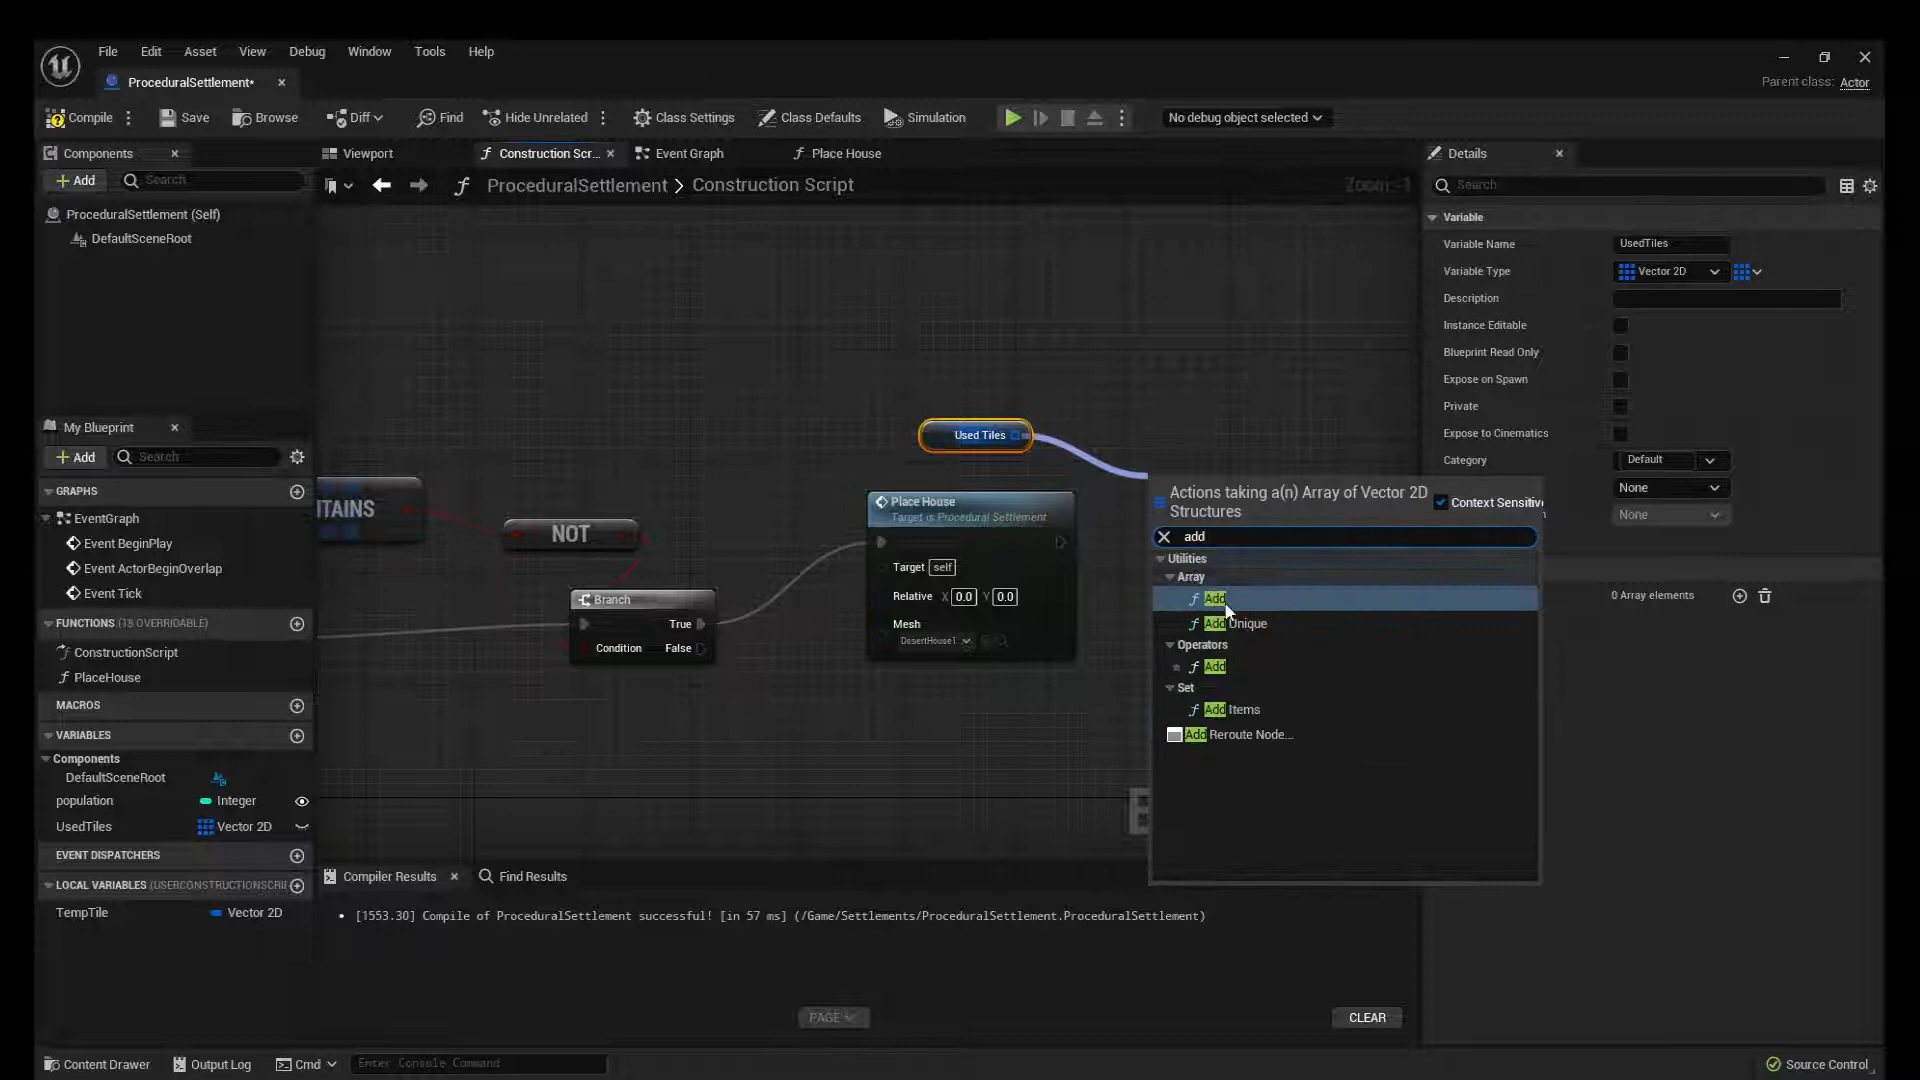 File Edit Asset View Debug Window Tools Help
ProceduralSettlement*
Parent class: Actor
Compile Save Browse Diff Find Hide Unrelated Class Settings Class Defaults Simulation No debug object selected
Components
Viewport Construction Scr... Event Graph Place House
Details
Add Search
ProceduralSettlement > Construction Script
Search
ProceduralSettlement (Self)
DefaultSceneRoot
Variable
Variable Name UsedTiles
Variable Type Vector 2D
Description
Instance Editable
Blueprint Read Only
Expose on Spawn
Private
Expose to Cinematics
Category Default
None
None
0 Array elements
My Blueprint
Add Search
GRAPHS
EventGraph
Event BeginPlay
Event ActorBeginOverlap
Event Tick
FUNCTIONS (18 OVERRIDABLE)
ConstructionScript
PlaceHouse
MACROS
VARIABLES
Components
DefaultSceneRoot
population Integer
UsedTiles Vector 2D
EVENT DISPATCHERS
LOCAL VARIABLES (USERCONSTRUCTIONSCRI
TempTile Vector 2D
Used Tiles
TAINS
NOT
Branch
True
Condition False
Place House
Target is Procedural Settlement
Target self
Relative X 0.0 Y 0.0
Mesh
DesertHouse1
Actions taking a(n) Array of Vector 2D
Structures
Context Sensitive
add
Utilities
Array
Add
Add Unique
Operators
Add
Set
Add Items
Add Reroute Node...
Compiler Results Find Results
[1553.30] Compile of ProceduralSettlement successful! [in 57 ms] (/Game/Settlements/ProceduralSettlement.ProceduralSettlement)
PAGE
CLEAR
Content Drawer Output Log Cmd Enter Console Command
Source Control